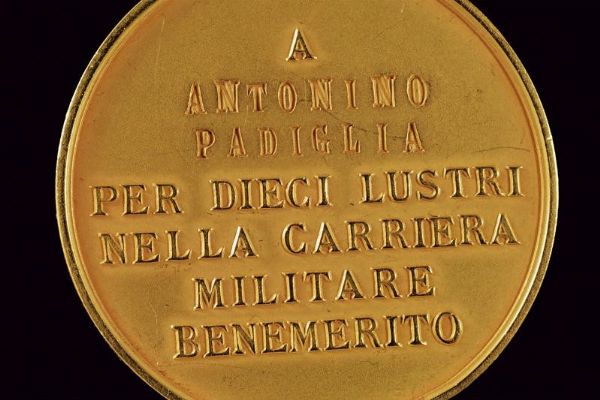 A
ANTONINO
PADIGLIA
PER DIECI LUSTRI
NELLA CARRIERA
MILITARE
BENEMERITO